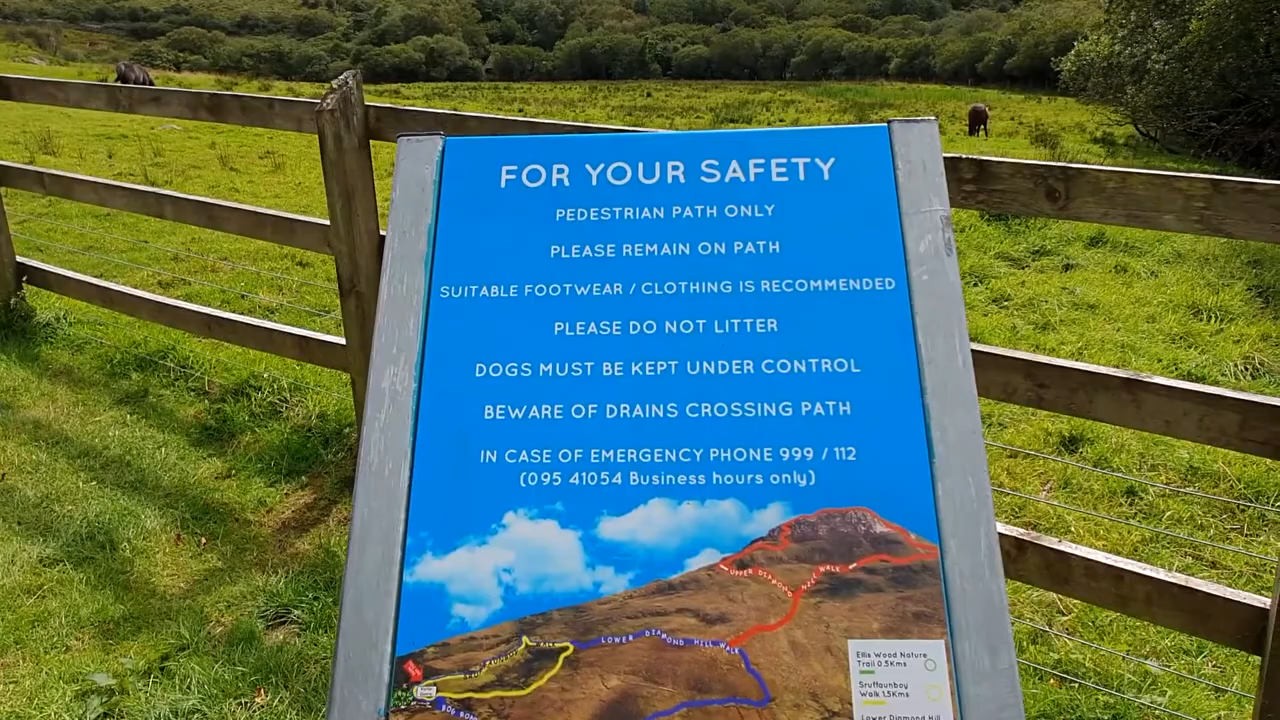 FOR YOUR SAFETY
PEDESTRIAN PATH ONLY
PLEASE REMAIN ON PATH
SUITABLE FOOTWEAR / CLOTHING IS RECOMMENDED
PLEASE DO NOT LITTER
DOGS MUST BE KEPT UNDER CONTROL
BEWARE OF DRAINS CROSSING PATH
IN CASE OF EMERGENCY PHONE 999 / 112
(095 41054 Business hours only)
UPPER DIAMOND HILL WALK
LOWER DIAMOND HILL WALK
SRUFFAUNBOY WALK
Ellis Wood Nature
Trail 0.5Kms
Sruffaunboy
Walk 1.5Kms
Lower Diamond Hill